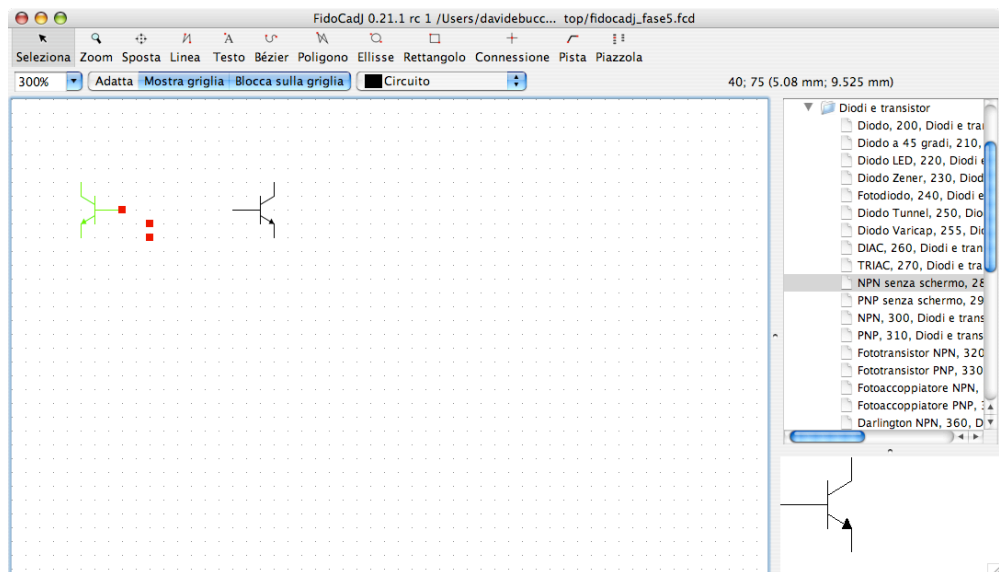 FidoCadJ 0.21.1 rc 1 /Users/davidebucc... top/fidocadj_fase5.fcd
Seleziona Zoom Sposta Linea Testo Bézier Poligono Ellisse Rettangolo Connessione Pista Piazzola
300% Adatta Mostra griglia Blocca sulla griglia Circuito 40; 75 (5.08 mm; 9.525 mm)
Diodi e transistor
Diodo, 200, Diodi e tra
Diodo a 45 gradi, 210,
Diodo LED, 220, Diodi e
Diodo Zener, 230, Diod
Fotodiodo, 240, Diodi e
Diodo Tunnel, 250, Dio
Diodo Varicap, 255, Di
DIAC, 260, Diodi e tran
TRIAC, 270, Diodi e tra
NPN senza schermo, 28
PNP senza schermo, 29
NPN, 300, Diodi e trans
PNP, 310, Diodi e trans
Fototransistor NPN, 320
Fototransistor PNP, 330
Fotoaccoppiatore NPN,
Fotoaccoppiatore PNP,
Darlington NPN, 360, D